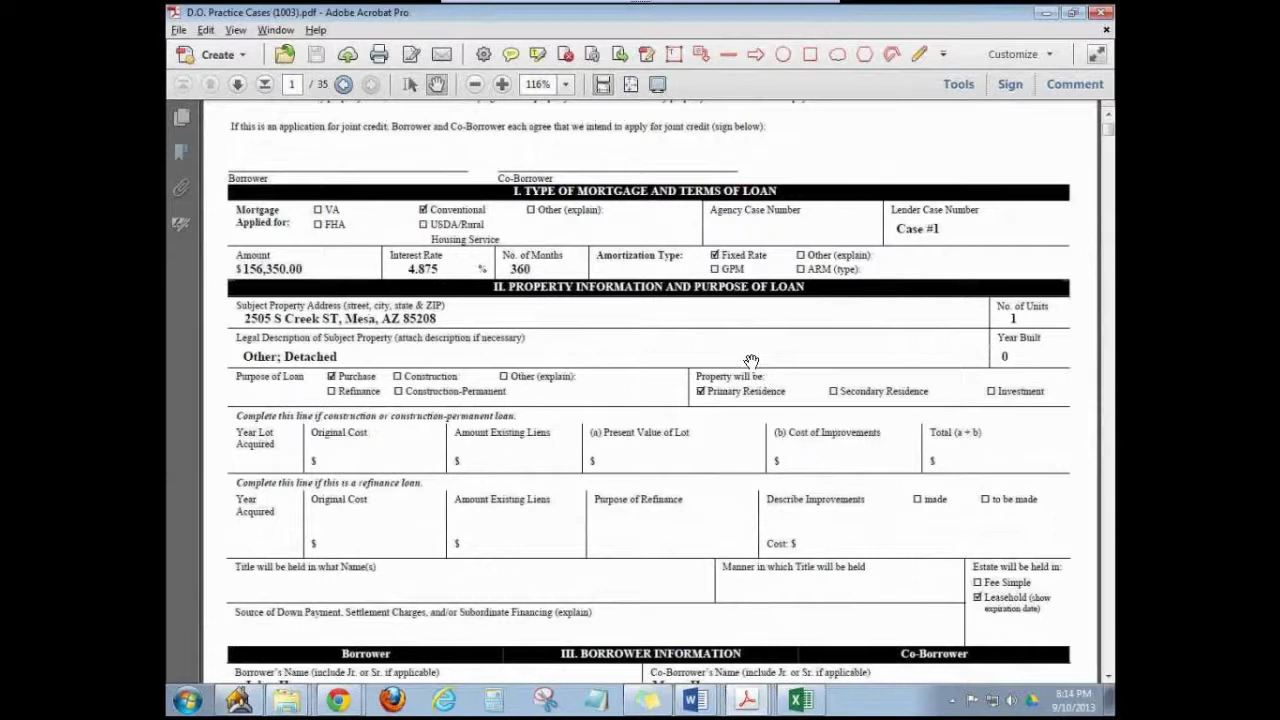 D.O. Practice Cases (1003).pdf - Adobe Acrobat Pro
File Edit View Window Help
Create Customize
1 / 35 116% Tools Sign Comment
If this is an application for joint credit, Borrower and Co-Borrower each agree that we intend to apply for joint credit (sign below):
Borrower Co-Borrower
I. TYPE OF MORTGAGE AND TERMS OF LOAN
Mortgage Applied for: VA Conventional Other (explain): Agency Case Number Lender Case Number
FHA USDA/Rural Housing Service Case #1
Amount Interest Rate No. of Months Amortization Type: Fixed Rate Other (explain):
$156,350.00 4.875 % 360 GPM ARM (type):
II. PROPERTY INFORMATION AND PURPOSE OF LOAN
Subject Property Address (street, city, state & ZIP) No. of Units
2505 S Creek ST, Mesa, AZ 85208 1
Legal Description of Subject Property (attach description if necessary) Year Built
Other; Detached 0
Purpose of Loan Purchase Construction Other (explain): Property will be:
Refinance Construction-Permanent Primary Residence Secondary Residence Investment
Complete this line if construction or construction-permanent loan.
Year Lot Acquired Original Cost Amount Existing Liens (a) Present Value of Lot (b) Cost of Improvements Total (a + b)
$ $ $ $ $
Complete this line if this is a refinance loan.
Year Acquired Original Cost Amount Existing Liens Purpose of Refinance Describe Improvements made to be made
$ $ Cost: $
Title will be held in what Name(s) Manner in which Title will be held Estate will be held in:
Fee Simple
Leasehold (show expiration date)
Source of Down Payment, Settlement Charges, and/or Subordinate Financing (explain)
Borrower III. BORROWER INFORMATION Co-Borrower
Borrower's Name (include Jr. or Sr. if applicable) Co-Borrower's Name (include Jr. or Sr. if applicable)
8:14 PM
9/10/2013